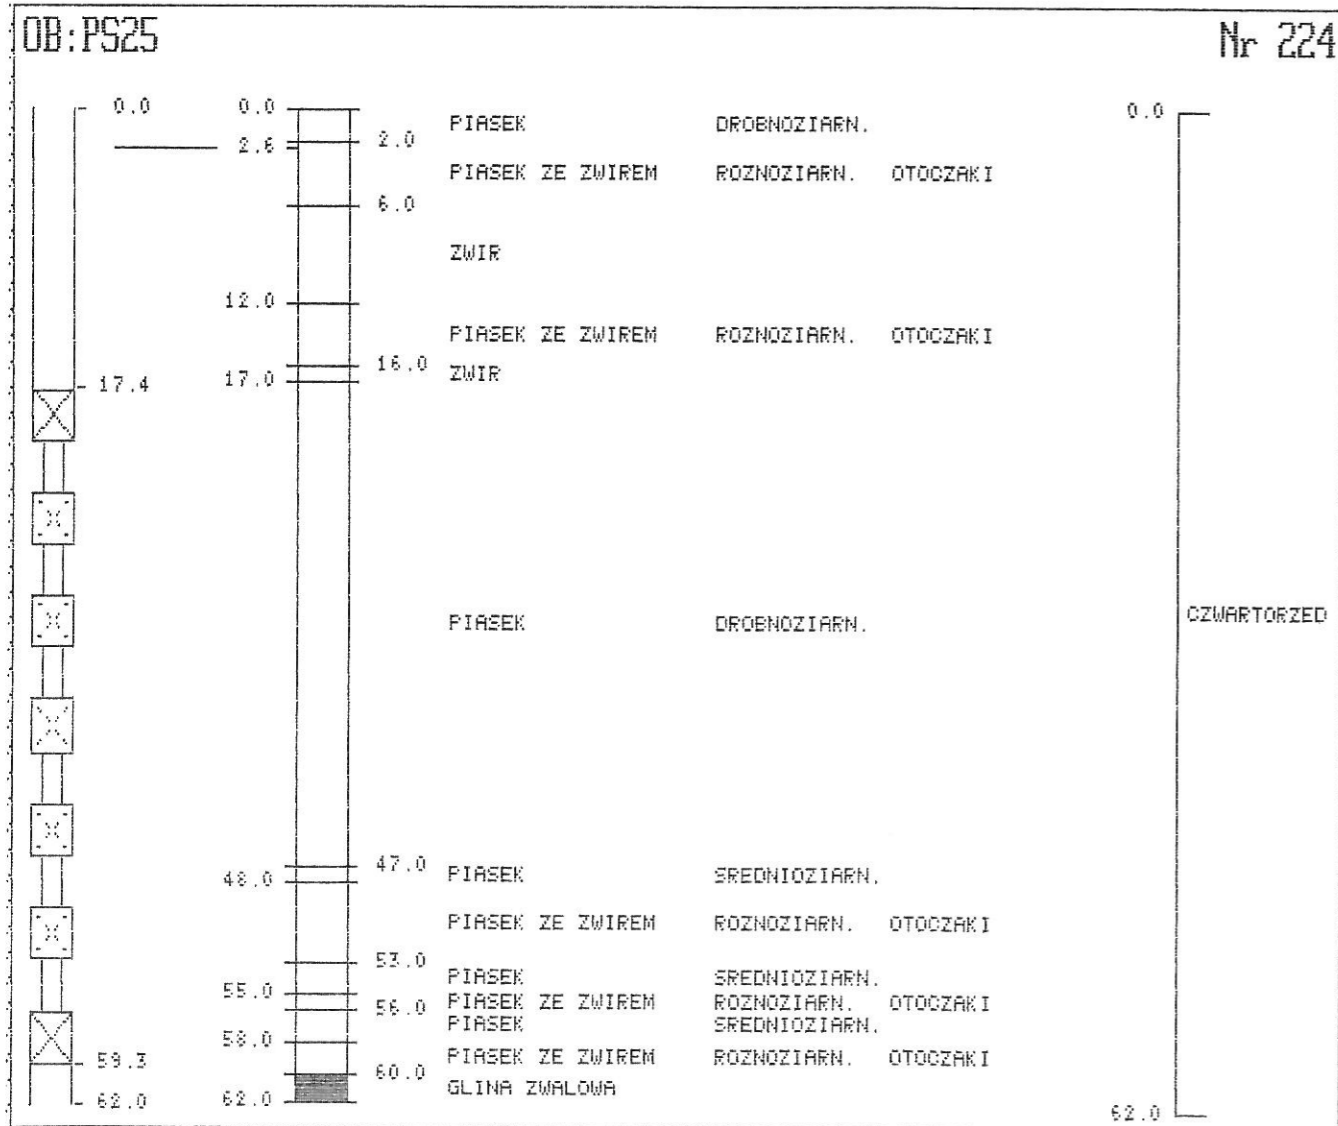 OB:PS25 Nr 224
0.0 0.0 0.0
PIASEK DROBNOZIARN.
2.6 2.0
PIASEK ZE ZWIREM ROZNOZIARN. OTOCZAKI
6.0
ZWIR
12.0
PIASEK ZE ZWIREM ROZNOZIARN. OTOCZAKI
16.0
17.4 17.0 ZWIR
PIASEK DROBNOZIARN. CZWARTORZED
47.0
48.0 PIASEK SREDNIOZIARN.
PIASEK ZE ZWIREM ROZNOZIARN. OTOCZAKI
53.0
PIASEK SREDNIOZIARN.
55.0 PIASEK ZE ZWIREM ROZNOZIARN. OTOCZAKI
56.0
PIASEK SREDNIOZIARN.
58.0
59.3 PIASEK ZE ZWIREM ROZNOZIARN. OTOCZAKI
60.0
GLINA ZWALOWA
62.0 62.0 62.0